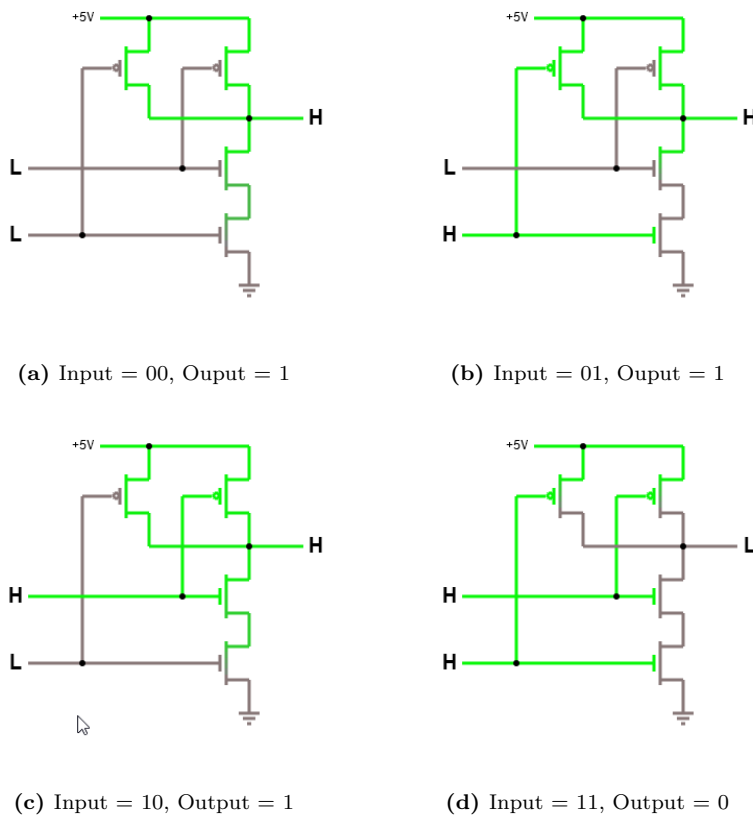 +5V
H
L
L
(a) Input = 00, Ouput = 1
+5V
H
L
H
(b) Input = 01, Ouput = 1
+5V
H
H
L
(c) Input = 10, Output = 1
+5V
L
H
H
(d) Input = 11, Output = 0